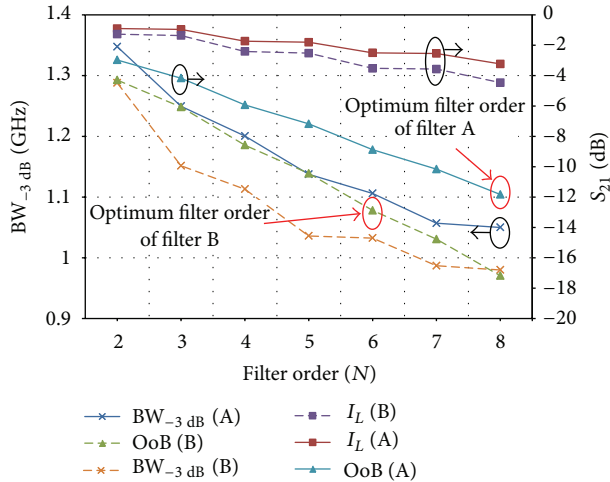 1.4
1.3
1.2
1.1
1
0.9
BW−3 dB (GHz)
0
−2
−4
−6
−8
−10
−12
−14
−16
−18
−20
S21 (dB)
Optimum filter order
of filter A
Optimum filter order
of filter B
2 3 4 5 6 7 8
Filter order (N)
BW−3 dB (A)
OoB (B)
BW−3 dB (B)
IL (B)
IL (A)
OoB (A)